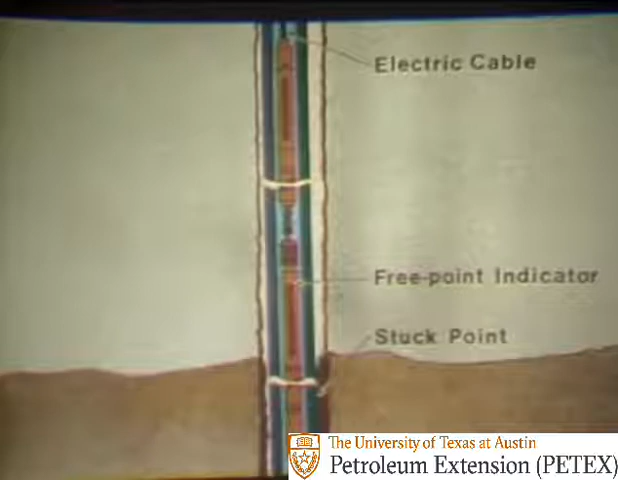 Electric Cable
Free-point Indicator
Stuck Point
The University of Texas at Austin
Petroleum Extension (PETEX)